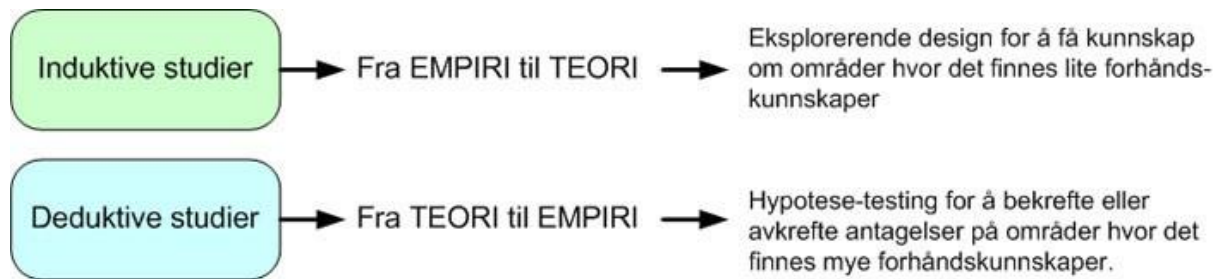 Induktive studier
Fra EMPIRI til TEORI
Eksplorerende design for å få kunnskap
om områder hvor det finnes lite forhånds-
kunnskaper
Deduktive studier
Fra TEORI til EMPIRI
Hypotese-testing for å bekrefte eller
avkrefte antagelser på områder hvor det
finnes mye forhåndskunnskaper.